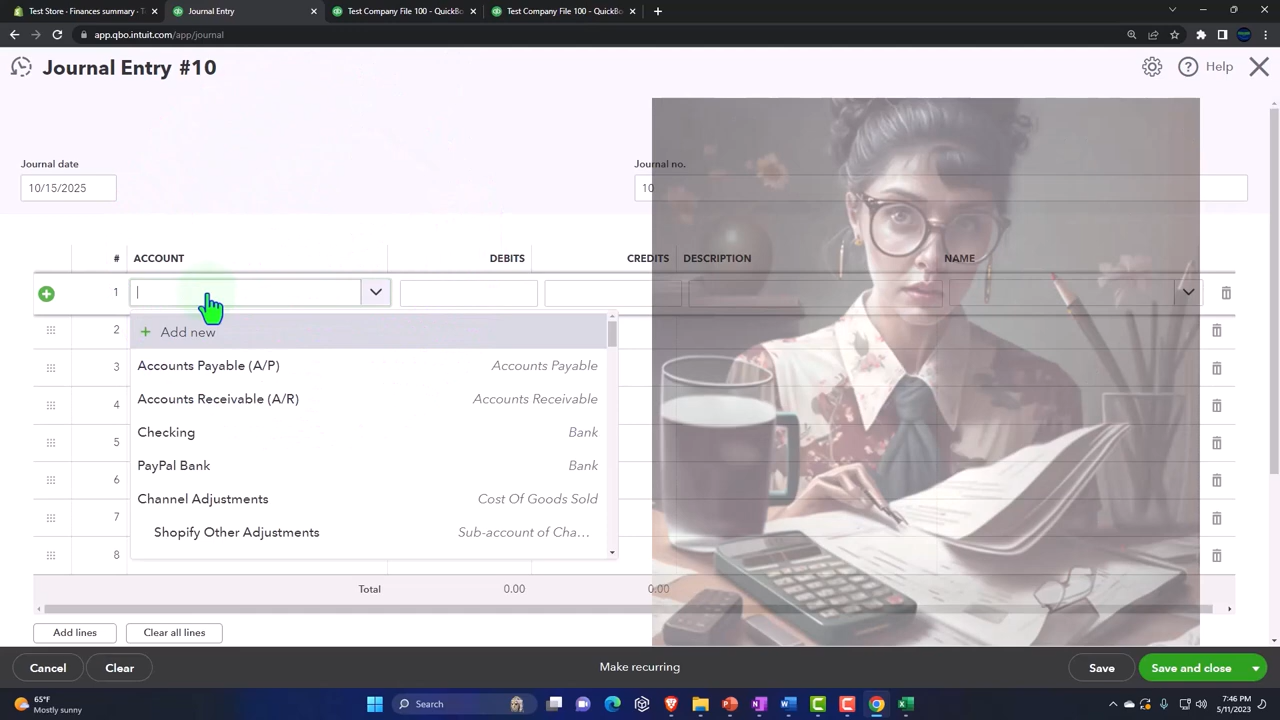 Test Store - Finances summary - T
Journal Entry
Test Company File 100 - QuickBo
Test Company File 100 - QuickBo
app.qbo.intuit.com/app/journal
Journal Entry #10
Help
Journal date
Journal no.
10/15/2025
10
# ACCOUNT DEBITS CREDITS DESCRIPTION NAME
1
2
+ Add new
3
Accounts Payable (A/P) Accounts Payable
4
Accounts Receivable (A/R) Accounts Receivable
5
Checking Bank
6
PayPal Bank Bank
7
Channel Adjustments Cost Of Goods Sold
8
Shopify Other Adjustments Sub-account of Cha...
Total 0.00 0.00
Add lines Clear all lines
Cancel Clear Make recurring Save Save and close
65°F
Mostly sunny
Search
7:46 PM
5/11/2023